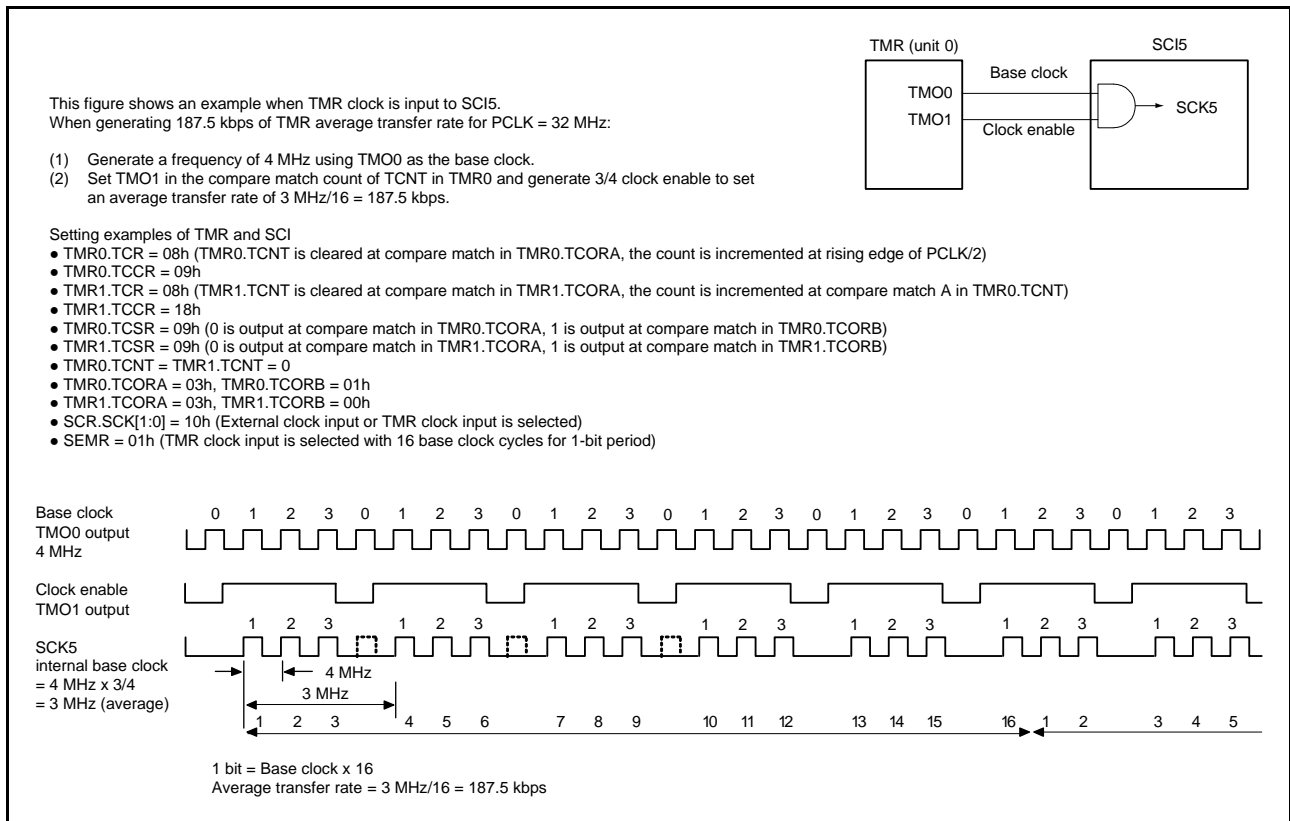 TMR (unit 0)
SCI5
Base clock
TMO0
TMO1
Clock enable
SCK5
This figure shows an example when TMR clock is input to SCI5.
When generating 187.5 kbps of TMR average transfer rate for PCLK = 32 MHz:
(1) Generate a frequency of 4 MHz using TMO0 as the base clock.
(2) Set TMO1 in the compare match count of TCNT in TMR0 and generate 3/4 clock enable to set
an average transfer rate of 3 MHz/16 = 187.5 kbps.
Setting examples of TMR and SCI
● TMR0.TCR = 08h (TMR0.TCNT is cleared at compare match in TMR0.TCORA, the count is incremented at rising edge of PCLK/2)
● TMR0.TCCR = 09h
● TMR1.TCR = 08h (TMR1.TCNT is cleared at compare match in TMR1.TCORA, the count is incremented at compare match A in TMR0.TCNT)
● TMR1.TCCR = 18h
● TMR0.TCSR = 09h (0 is output at compare match in TMR0.TCORA, 1 is output at compare match in TMR0.TCORB)
● TMR1.TCSR = 09h (0 is output at compare match in TMR1.TCORA, 1 is output at compare match in TMR1.TCORB)
● TMR0.TCNT = TMR1.TCNT = 0
● TMR0.TCORA = 03h, TMR0.TCORB = 01h
● TMR1.TCORA = 03h, TMR1.TCORB = 00h
● SCR.SCK[1:0] = 10h (External clock input or TMR clock input is selected)
● SEMR = 01h (TMR clock input is selected with 16 base clock cycles for 1-bit period)
Base clock
TMO0 output
4 MHz
0 1 2 3 0 1 2 3 0 1 2 3 0 1 2 3 0 1 2 3 0 1 2 3 0 1 2 3
Clock enable
TMO1 output
1 2 3 1 2 3 1 2 3 1 2 3 1 2 3 1 2 3 1 2 3
SCK5
internal base clock
= 4 MHz x 3/4
= 3 MHz (average)
4 MHz
3 MHz
1 2 3 4 5 6 7 8 9 10 11 12 13 14 15 16 1 2 3 4 5
1 bit = Base clock x 16
Average transfer rate = 3 MHz/16 = 187.5 kbps